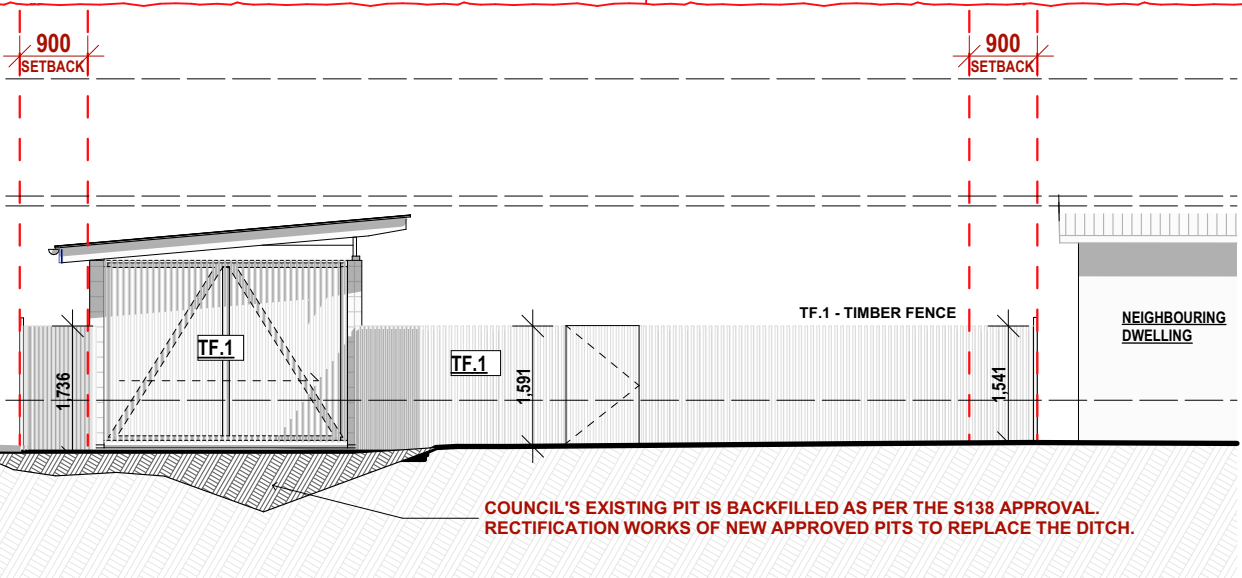 900
SETBACK
900
SETBACK
TF.1 - TIMBER FENCE
NEIGHBOURING
DWELLING
TF.1
TF.1
1,736
1,591
1,541
COUNCIL'S EXISTING PIT IS BACKFILLED AS PER THE S138 APPROVAL.
RECTIFICATION WORKS OF NEW APPROVED PITS TO REPLACE THE DITCH.